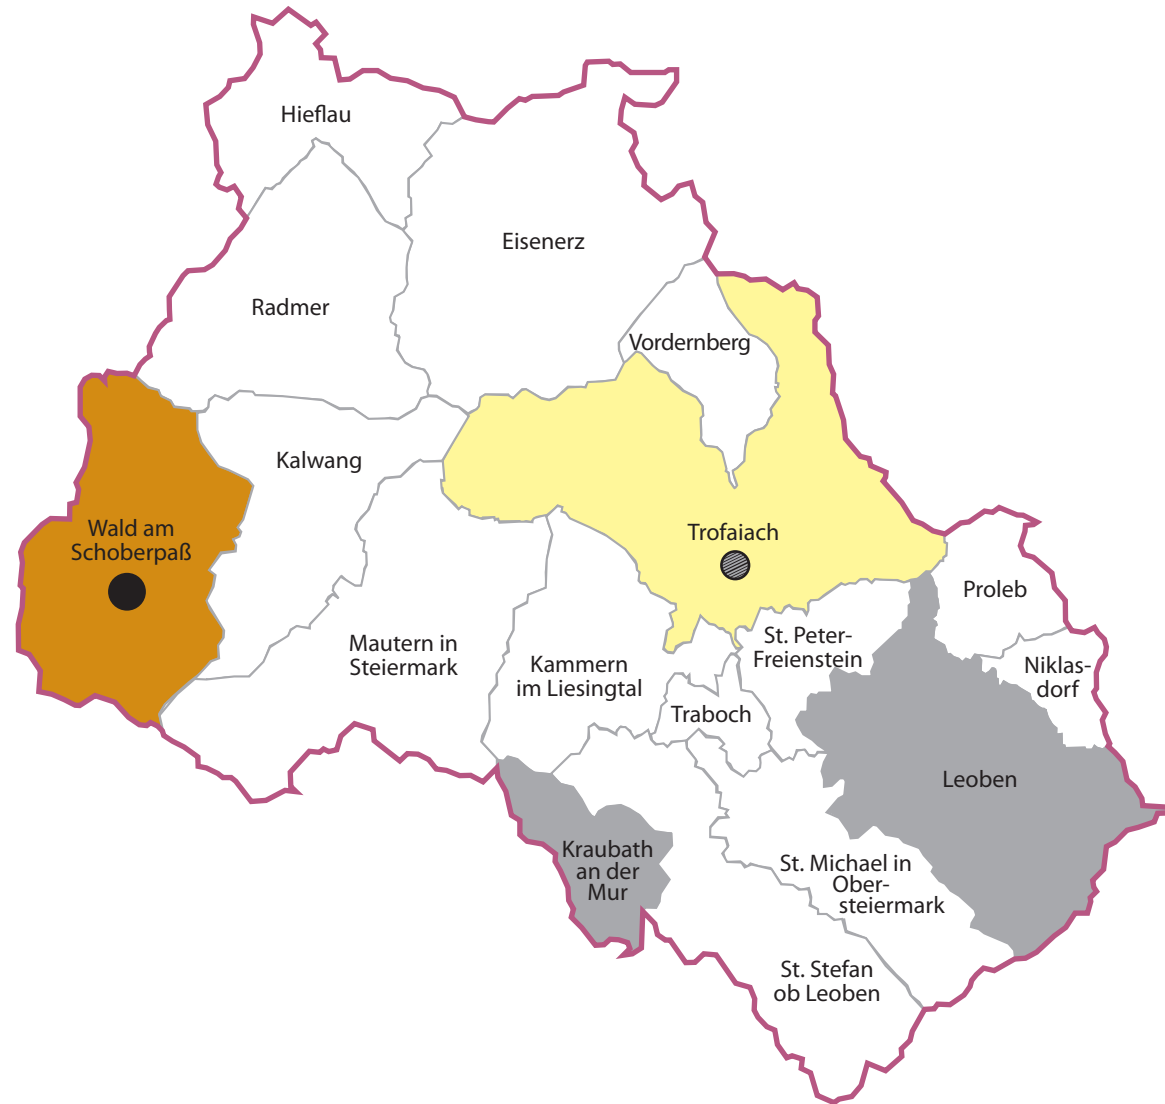 Hieflau
Eisenerz
Radmer
Vordernberg
Kalwang
Wald am
Schoberpaß
Trofaiach
Proleb
Mautern in
Steiermark
St. Peter-
Freienstein
Kammern
im Liesingtal
Niklas-
dorf
Traboch
Leoben
Kraubath
an der
Mur
St. Michael in
Ober-
steiermark
St. Stefan
ob Leoben